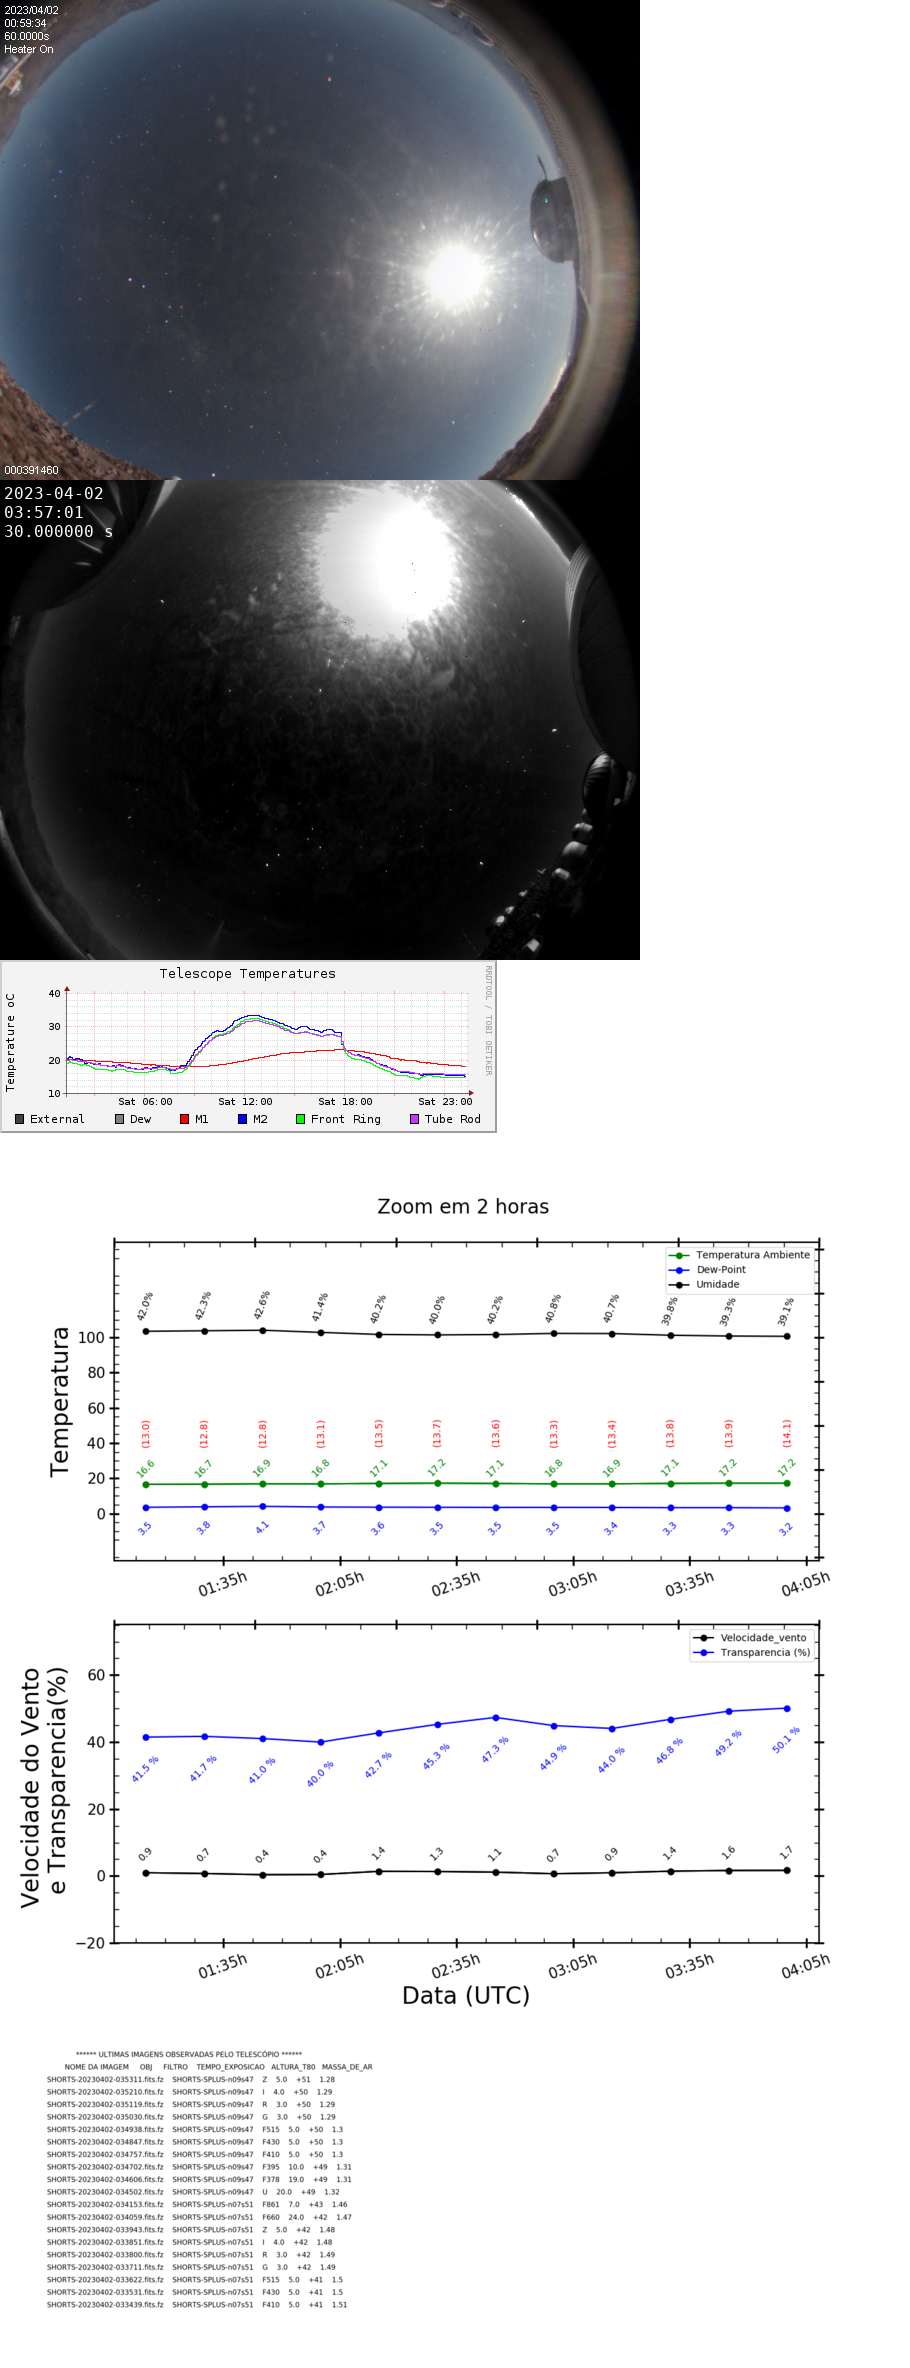 2023/04/02
00:59:34
60.0000s
Heater On
000391460
2023-04-02
03:57:01
30.000000 s
Telescope Temperatures
RRDTOOL / TOBI OETIKER
Temperature oC
40
30
20
10
Sat 06:00 Sat 12:00 Sat 18:00 Sat 23:00
External Dew M1 M2 Front Ring Tube Rod
Zoom em 2 horas
Temperatura Ambiente
Dew-Point
Umidade
42.0% 42.3% 42.6% 41.4% 40.2% 40.0% 40.2% 40.8% 40.7% 39.8% 39.3% 39.1%
Temperatura
100
80
60
40
20
0
(13.0) (12.8) (12.8) (13.1) (13.5) (13.7) (13.6) (13.3) (13.4) (13.8) (13.9) (14.1)
16.6 16.7 16.9 16.8 17.1 17.2 17.1 16.8 16.9 17.1 17.2 17.2
3.5 3.8 4.1 3.7 3.6 3.5 3.5 3.5 3.4 3.3 3.3 3.2
01:35h 02:05h 02:35h 03:05h 03:35h 04:05h
Velocidade_vento
Transparencia (%)
Velocidade do Vento
e Transparencia(%)
60
40
20
0
−20
41.5 % 41.7 % 41.0 % 40.0 % 42.7 % 45.3 % 47.3 % 44.9 % 44.0 % 46.8 % 49.2 % 50.1 %
0.9 0.7 0.4 0.4 1.4 1.3 1.1 0.7 0.9 1.4 1.6 1.7
01:35h 02:05h 02:35h 03:05h 03:35h 04:05h
Data (UTC)
****** ULTIMAS IMAGENS OBSERVADAS PELO TELESCÓPIO ******
NOME DA IMAGEM OBJ FILTRO TEMPO_EXPOSICAO ALTURA_T80 MASSA_DE_AR
SHORTS-20230402-035311.fits.fz SHORTS-SPLUS-n09s47 Z 5.0 +51 1.28
SHORTS-20230402-035210.fits.fz SHORTS-SPLUS-n09s47 I 4.0 +50 1.29
SHORTS-20230402-035119.fits.fz SHORTS-SPLUS-n09s47 R 3.0 +50 1.29
SHORTS-20230402-035030.fits.fz SHORTS-SPLUS-n09s47 G 3.0 +50 1.29
SHORTS-20230402-034938.fits.fz SHORTS-SPLUS-n09s47 F515 5.0 +50 1.3
SHORTS-20230402-034847.fits.fz SHORTS-SPLUS-n09s47 F430 5.0 +50 1.3
SHORTS-20230402-034757.fits.fz SHORTS-SPLUS-n09s47 F410 5.0 +50 1.3
SHORTS-20230402-034702.fits.fz SHORTS-SPLUS-n09s47 F395 10.0 +49 1.31
SHORTS-20230402-034606.fits.fz SHORTS-SPLUS-n09s47 F378 19.0 +49 1.31
SHORTS-20230402-034502.fits.fz SHORTS-SPLUS-n09s47 U 20.0 +49 1.32
SHORTS-20230402-034153.fits.fz SHORTS-SPLUS-n07s51 F861 7.0 +43 1.46
SHORTS-20230402-034059.fits.fz SHORTS-SPLUS-n07s51 F660 24.0 +42 1.47
SHORTS-20230402-033943.fits.fz SHORTS-SPLUS-n07s51 Z 5.0 +42 1.48
SHORTS-20230402-033851.fits.fz SHORTS-SPLUS-n07s51 I 4.0 +42 1.48
SHORTS-20230402-033800.fits.fz SHORTS-SPLUS-n07s51 R 3.0 +42 1.49
SHORTS-20230402-033711.fits.fz SHORTS-SPLUS-n07s51 G 3.0 +42 1.49
SHORTS-20230402-033622.fits.fz SHORTS-SPLUS-n07s51 F515 5.0 +41 1.5
SHORTS-20230402-033531.fits.fz SHORTS-SPLUS-n07s51 F430 5.0 +41 1.5
SHORTS-20230402-033439.fits.fz SHORTS-SPLUS-n07s51 F410 5.0 +41 1.51